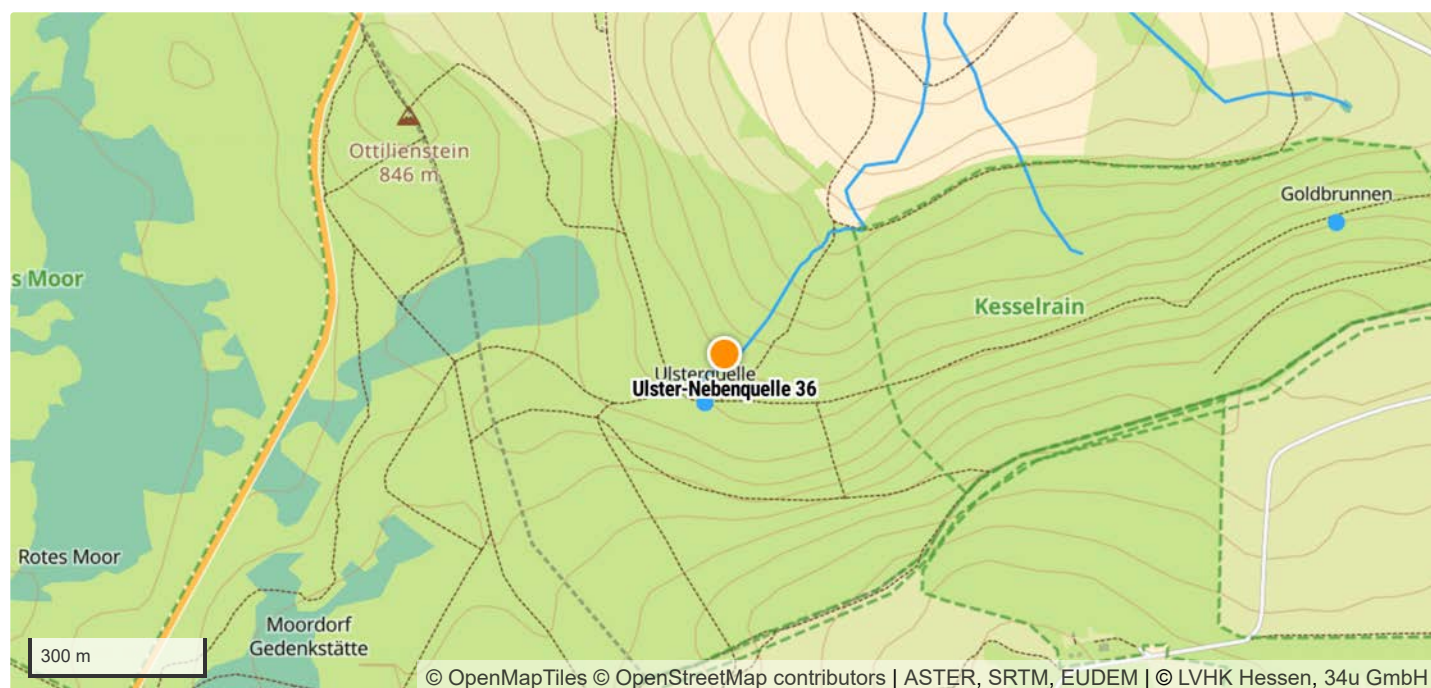 Ottilienstein
846 m
Goldbrunnen
s Moor
Kesselrain
Ulsterquelle
Ulster-Nebenquelle 36
Rotes Moor
Moordorf
Gedenkstätte
300 m
© OpenMapTiles © OpenStreetMap contributors | ASTER, SRTM, EUDEM | © LVHK Hessen, 34u GmbH